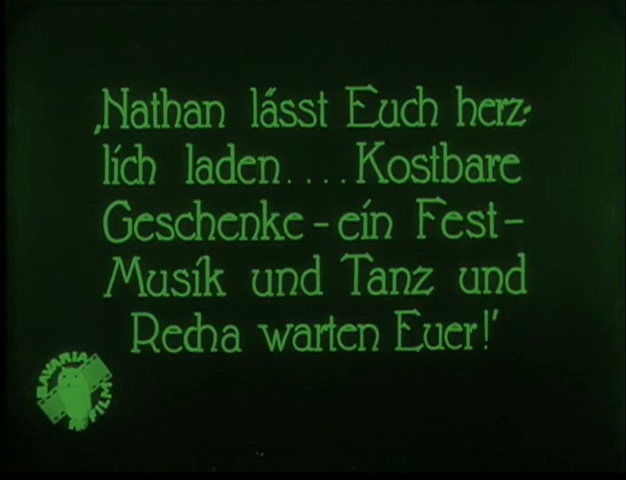 ‚Nathan lässt Euch herz-
lich laden....Kostbare
Geschenke - ein Fest -
Musik und Tanz und
Recha warten Euer!‘
BAVARIA
FILM